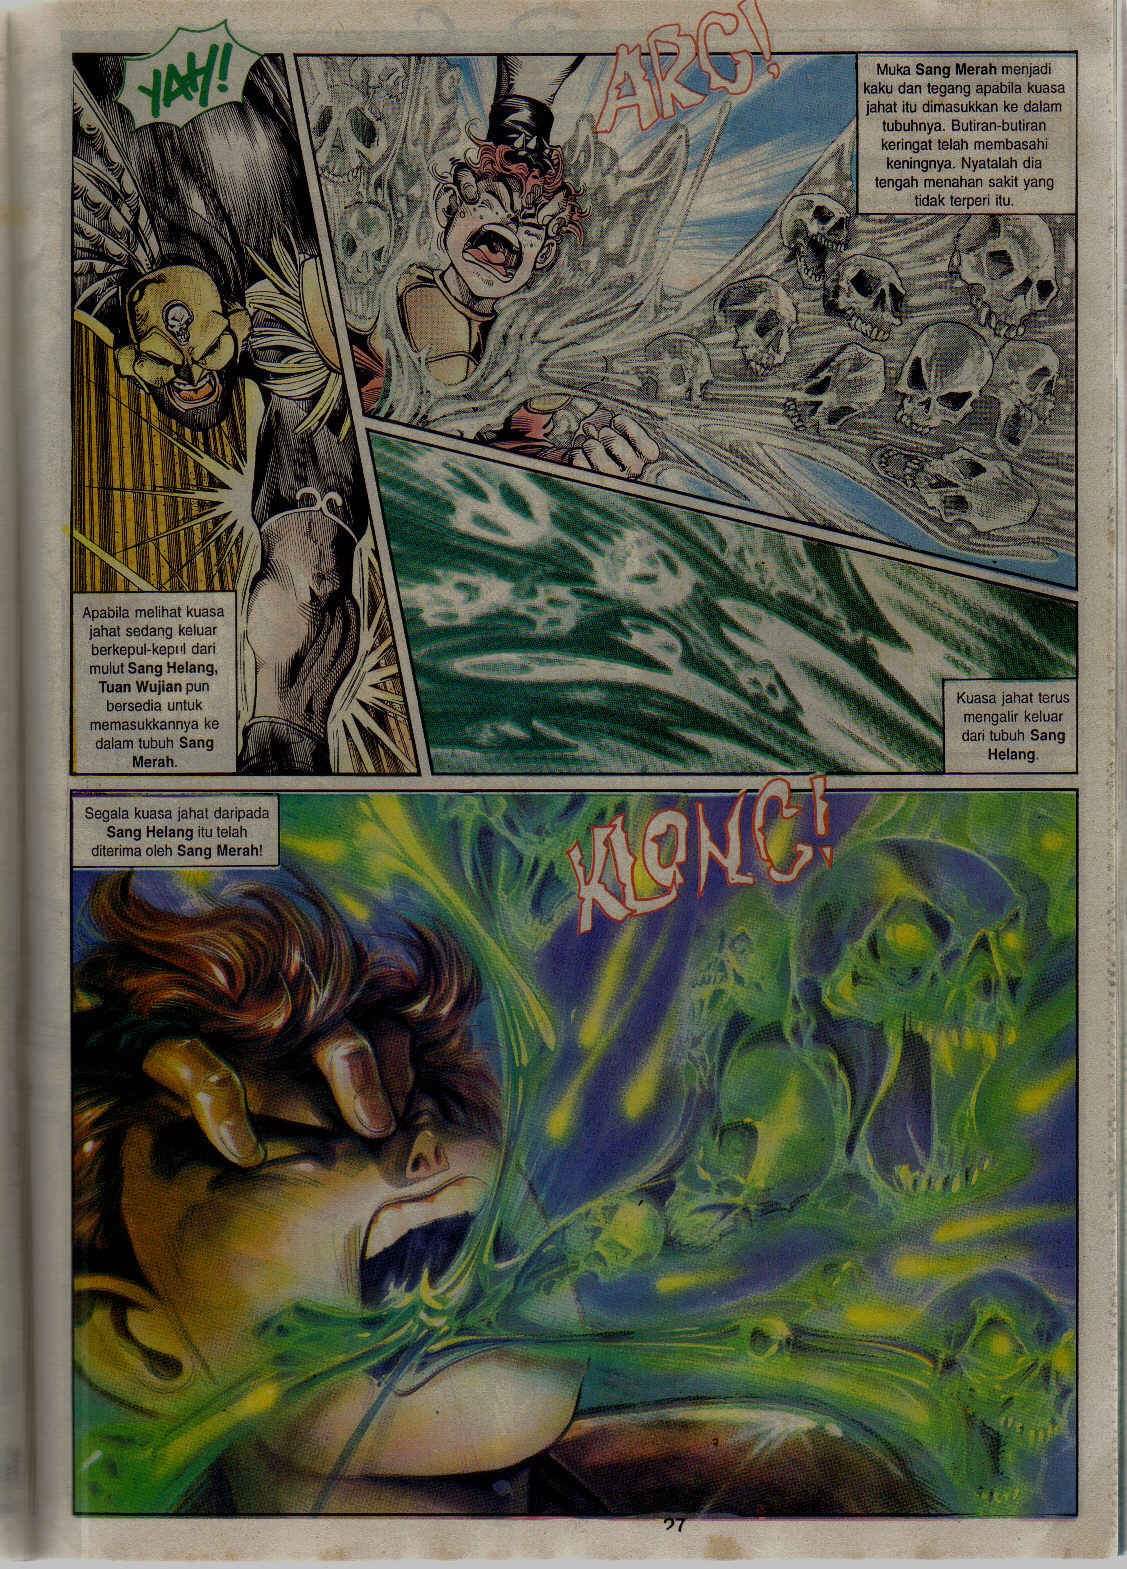 YAH!
ARG!
Muka Sang Merah menjadi
kaku dan tegang apabila kuasa
jahat itu dimasukkan ke dalam
tubuhnya. Butiran-butiran
keringat telah membasahi
keningnya. Nyatalah dia
tengah menahan sakit yang
tidak terperi itu.
Apabila melihat kuasa
jahat sedang keluar
berkepul-kepul dari
mulut Sang Helang,
Tuan Wujian pun
bersedia untuk
memasukkannya ke
dalam tubuh Sang
Merah.
Kuasa jahat terus
mengalir keluar
dari tubuh Sang
Helang.
Segala kuasa jahat daripada
Sang Helang itu telah
diterima oleh Sang Merah!
KLONG!
27